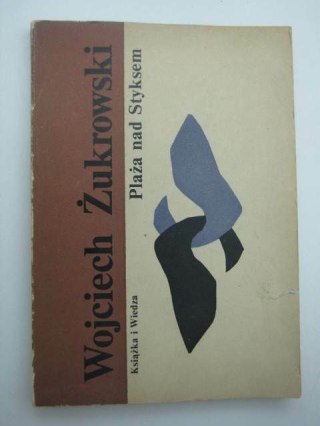 Wojciech Żukrowski
Plaża nad Styksem
Książka i Wiedza